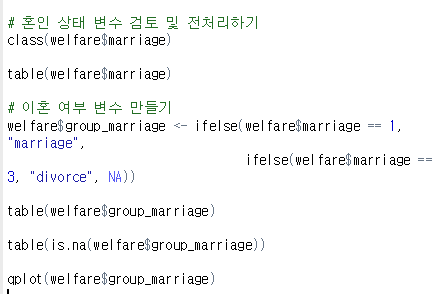 # 혼인 상태 변수 검토 및 전처리하기
class(welfare$marriage)
table(welfare$marriage)
# 이혼 여부 변수 만들기
welfare$group_marriage <- ifelse(welfare$marriage == 1,
"marriage",
ifelse(welfare$marriage ==
3, "divorce", NA))
table(welfare$group_marriage)
table(is.na(welfare$group_marriage))
qplot(welfare$group_marriage)